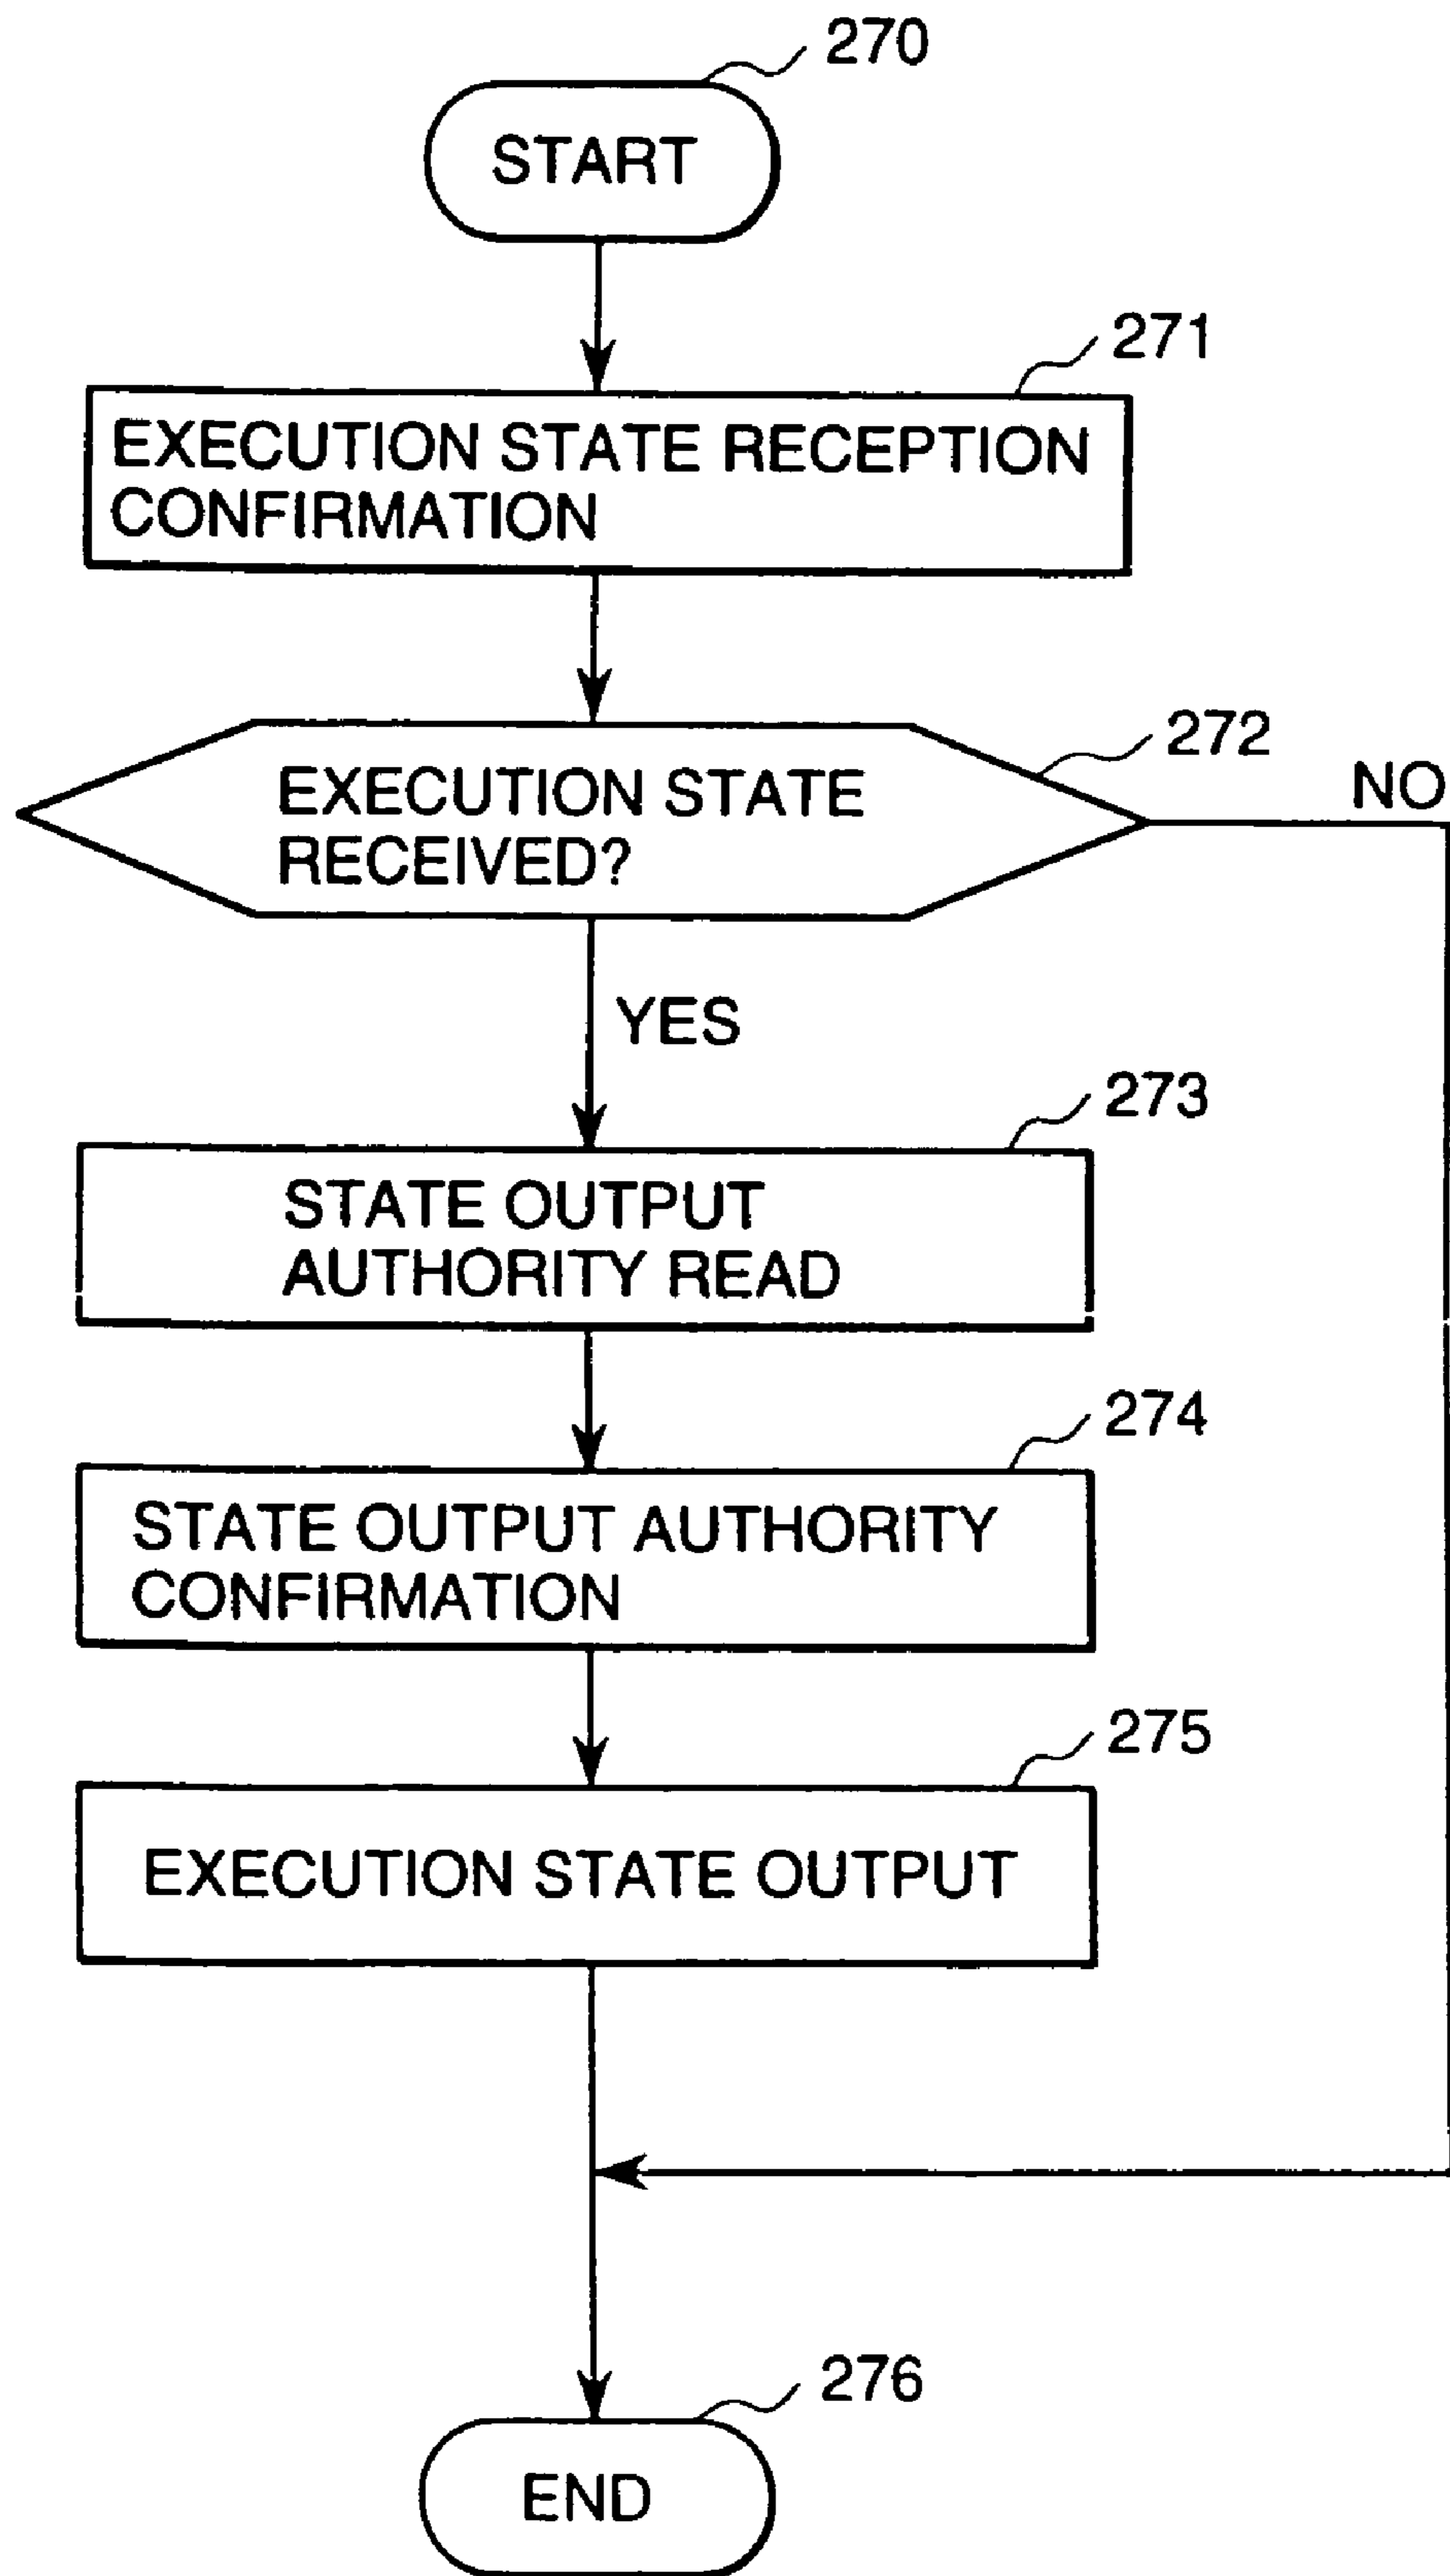 270
START
271
EXECUTION STATE RECEPTION
CONFIRMATION
272
EXECUTION STATE
RECEIVED?
NO
YES
273
STATE OUTPUT
AUTHORITY READ
274
STATE OUTPUT AUTHORITY
CONFIRMATION
275
EXECUTION STATE OUTPUT
276
END